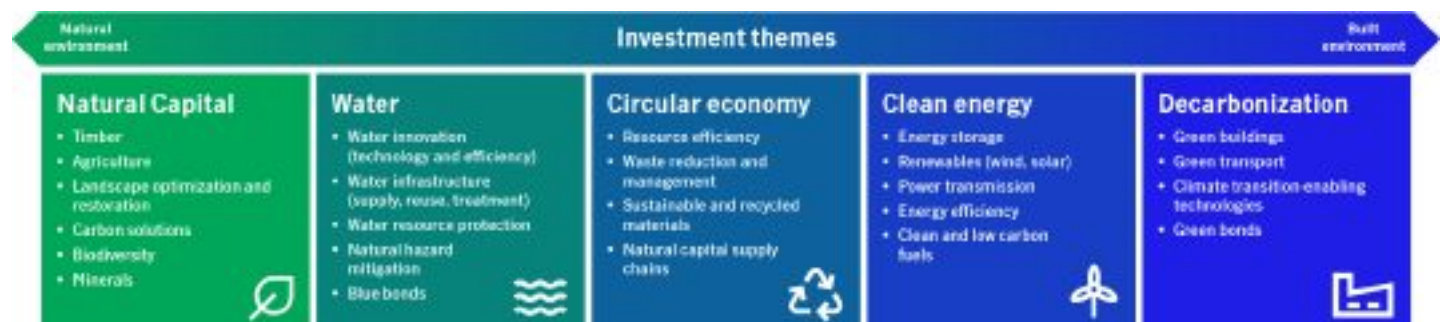 Natural
environment
Investment themes
Built
environment
Natural Capital
• Timber
• Agriculture
• Landscape optimization and
restoration
• Carbon solutions
• Biodiversity
• Minerals
Water
• Water innovation
(technology and efficiency)
• Water infrastructure
(supply, reuse, treatment)
• Water resource protection
• Natural hazard
mitigation
• Blue bonds
Circular economy
• Resource efficiency
• Waste reduction and
management
• Sustainable and recycled
materials
• Natural capital supply
chains
Clean energy
• Energy storage
• Renewables (wind, solar)
• Power transmission
• Energy efficiency
• Clean and low carbon
fuels
Decarbonization
• Green buildings
• Green transport
• Climate transition-enabling
technologies
• Green bonds